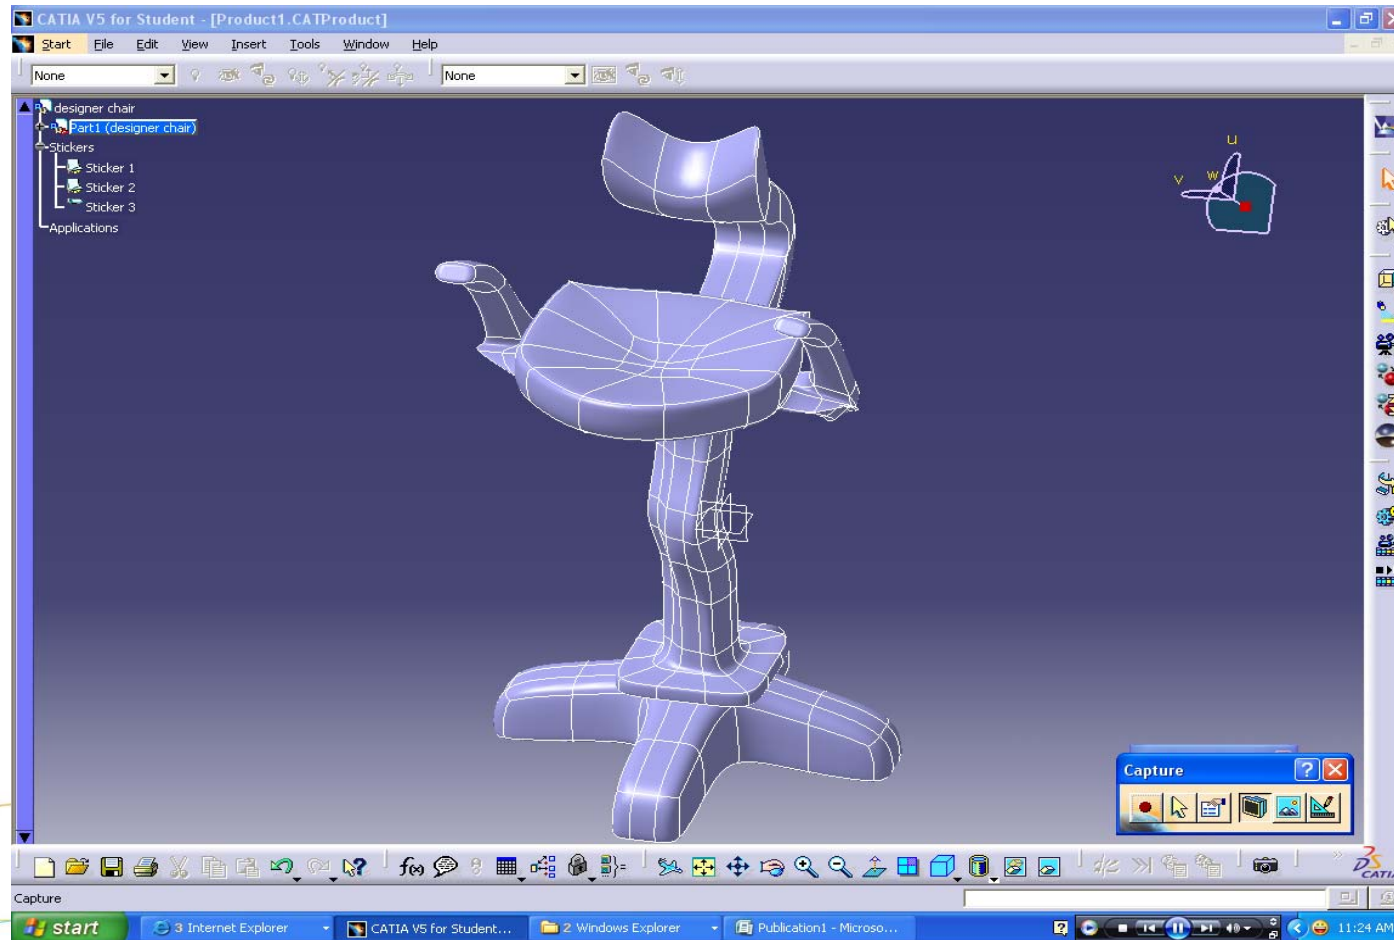 CATIA V5 for Student - [Product1.CATProduct]
Start File Edit View Insert Tools Window Help
None None
designer chair
Part1 (designer chair)
Stickers
Sticker 1
Sticker 2
Sticker 3
Applications
u
v w
Capture
f(x)
DS
CATIA
Capture
start 3 Internet Explorer CATIA V5 for Student... 2 Windows Explorer Publication1 - Microso... 11:24 AM